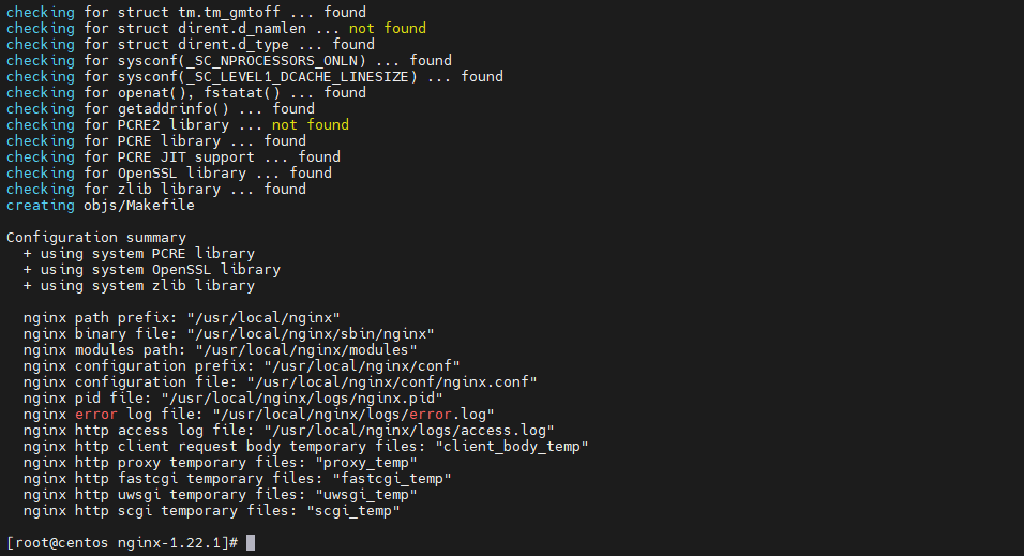 checking for struct tm.tm_gmtoff ... found
checking for struct dirent.d_namlen ... not found
checking for struct dirent.d_type ... found
checking for sysconf(_SC_NPROCESSORS_ONLN) ... found
checking for sysconf(_SC_LEVEL1_DCACHE_LINESIZE) ... found
checking for openat(), fstatat() ... found
checking for getaddrinfo() ... found
checking for PCRE2 library ... not found
checking for PCRE library ... found
checking for PCRE JIT support ... found
checking for OpenSSL library ... found
checking for zlib library ... found
creating objs/Makefile

Configuration summary
  + using system PCRE library
  + using system OpenSSL library
  + using system zlib library

  nginx path prefix: "/usr/local/nginx"
  nginx binary file: "/usr/local/nginx/sbin/nginx"
  nginx modules path: "/usr/local/nginx/modules"
  nginx configuration prefix: "/usr/local/nginx/conf"
  nginx configuration file: "/usr/local/nginx/conf/nginx.conf"
  nginx pid file: "/usr/local/nginx/logs/nginx.pid"
  nginx error log file: "/usr/local/nginx/logs/error.log"
  nginx http access log file: "/usr/local/nginx/logs/access.log"
  nginx http client request body temporary files: "client_body_temp"
  nginx http proxy temporary files: "proxy_temp"
  nginx http fastcgi temporary files: "fastcgi_temp"
  nginx http uwsgi temporary files: "uwsgi_temp"
  nginx http scgi temporary files: "scgi_temp"

[root@centos nginx-1.22.1]#